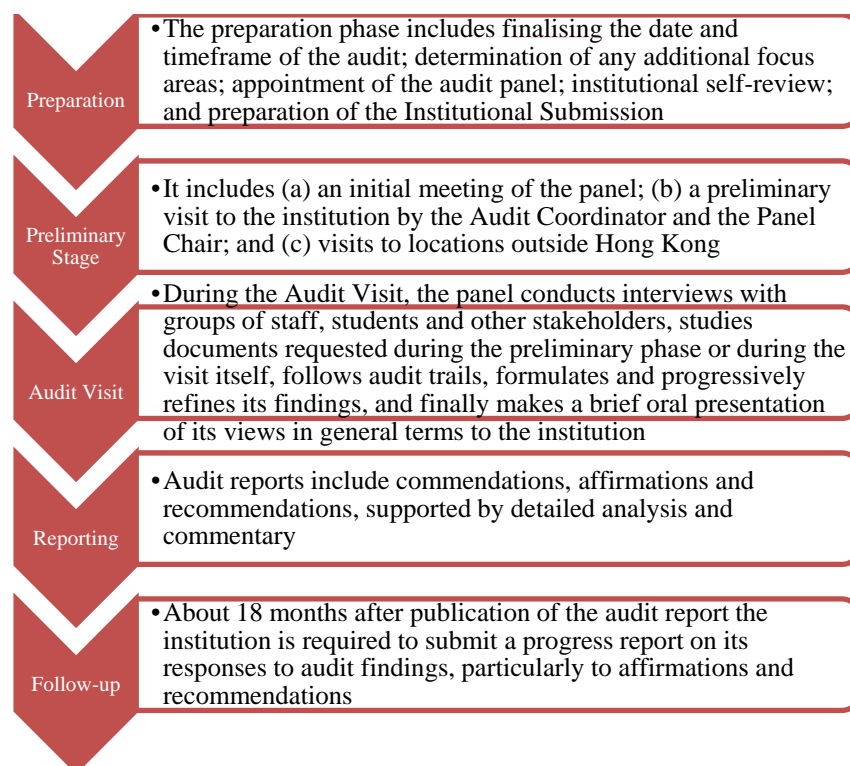 Preparation
•The preparation phase includes finalising the date and
timeframe of the audit; determination of any additional focus
areas; appointment of the audit panel; institutional self-review;
and preparation of the Institutional Submission
Preliminary
Stage
•It includes (a) an initial meeting of the panel; (b) a preliminary
visit to the institution by the Audit Coordinator and the Panel
Chair; and (c) visits to locations outside Hong Kong
Audit Visit
•During the Audit Visit, the panel conducts interviews with
groups of staff, students and other stakeholders, studies
documents requested during the preliminary phase or during the
visit itself, follows audit trails, formulates and progressively
refines its findings, and finally makes a brief oral presentation
of its views in general terms to the institution
Reporting
•Audit reports include commendations, affirmations and
recommendations, supported by detailed analysis and
commentary
Follow-up
•About 18 months after publication of the audit report the
institution is required to submit a progress report on its
responses to audit findings, particularly to affirmations and
recommendations